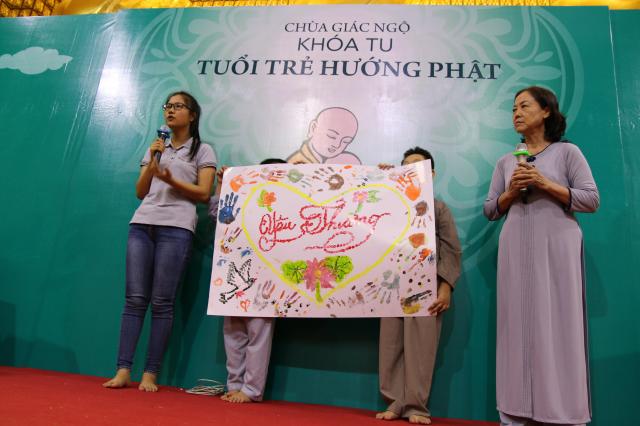 CHÙA GIÁC NGỘ
KHÓA TU
TUỔI TRẺ HƯỚNG PHẬT
Yêu Thương